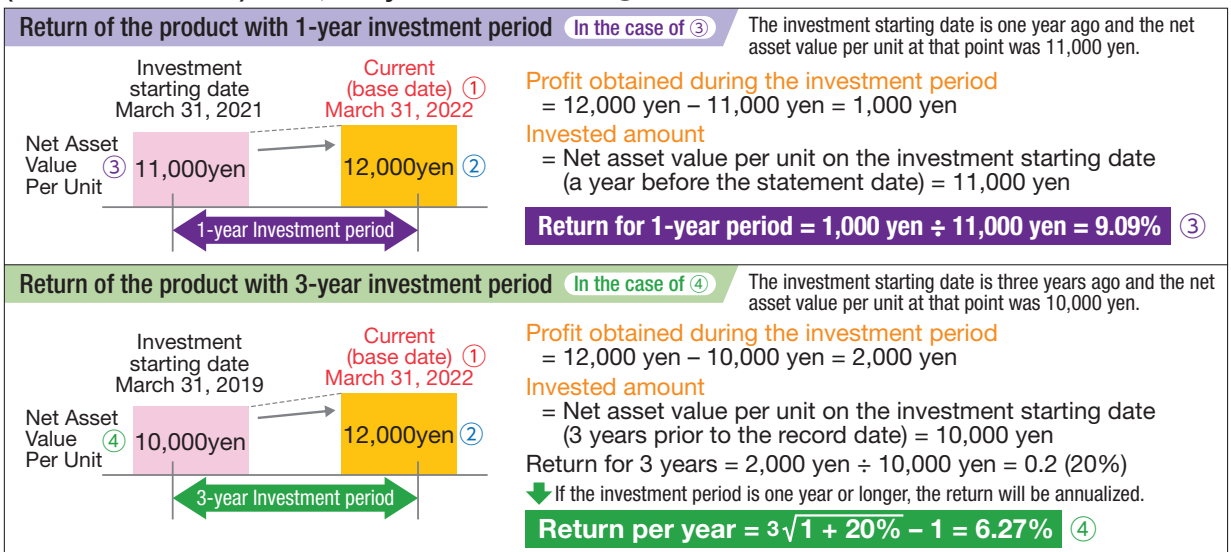 Return of the product with 1-year investment period In the case of ③
The investment starting date is one year ago and the net
asset value per unit at that point was 11,000 yen.
Investment
starting date
March 31, 2021
Current
(base date) ①
March 31, 2022
Net Asset
Value ③
Per Unit
11,000yen
12,000yen ②
1-year Investment period
Profit obtained during the investment period
= 12,000 yen – 11,000 yen = 1,000 yen
Invested amount
= Net asset value per unit on the investment starting date
(a year before the statement date) = 11,000 yen
Return for 1-year period = 1,000 yen ÷ 11,000 yen = 9.09% ③
Return of the product with 3-year investment period In the case of ④
The investment starting date is three years ago and the net
asset value per unit at that point was 10,000 yen.
Investment
starting date
March 31, 2019
Current
(base date) ①
March 31, 2022
Net Asset
Value ④
Per Unit
10,000yen
12,000yen ②
3-year Investment period
Profit obtained during the investment period
= 12,000 yen – 10,000 yen = 2,000 yen
Invested amount
= Net asset value per unit on the investment starting date
(3 years prior to the record date) = 10,000 yen
Return for 3 years = 2,000 yen ÷ 10,000 yen = 0.2 (20%)
If the investment period is one year or longer, the return will be annualized.
Return per year = 3√1 + 20% – 1 = 6.27% ④